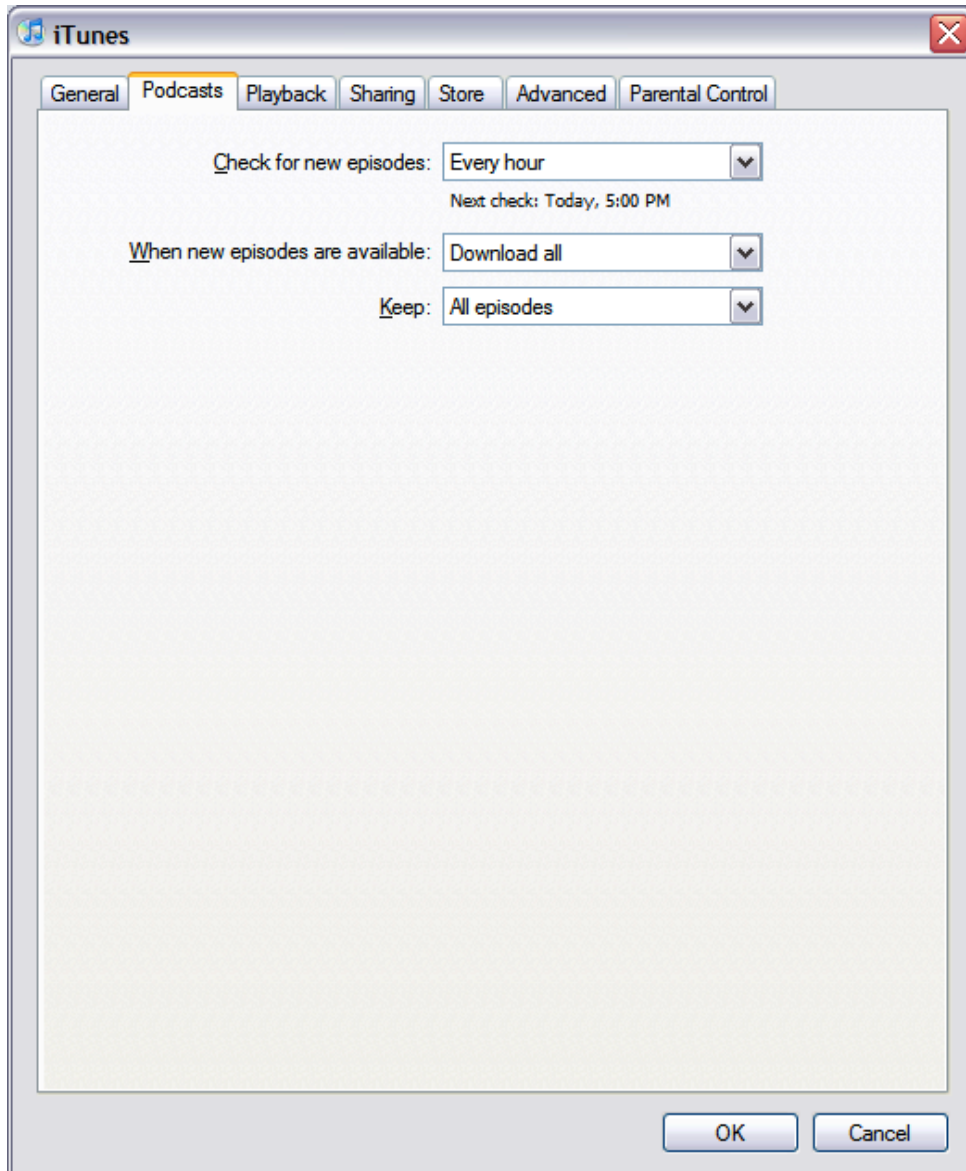 iTunes
General Podcasts Playback Sharing Store Advanced Parental Control
Check for new episodes: Every hour
Next check: Today, 5:00 PM
When new episodes are available: Download all
Keep: All episodes
OK Cancel